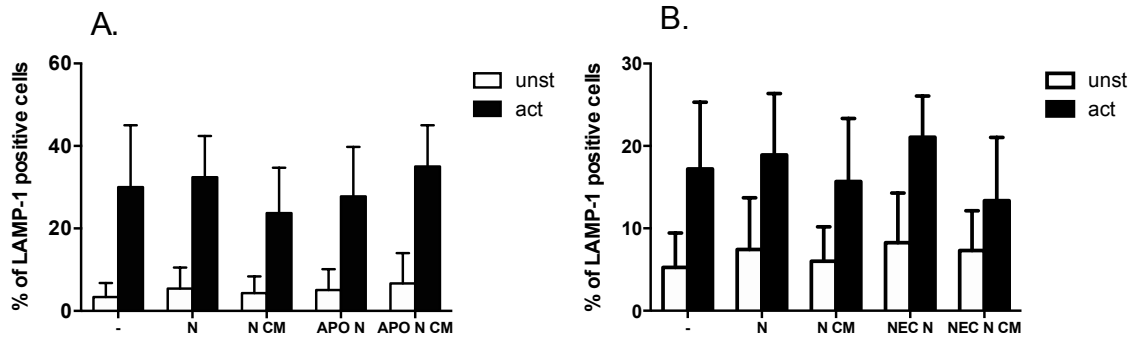 A.
% of LAMP-1 positive cells
60
40
20
0
- N N CM APO N APO N CM
unst
act
B.
% of LAMP-1 positive cells
30
20
10
0
- N N CM NEC N NEC N CM
unst
act